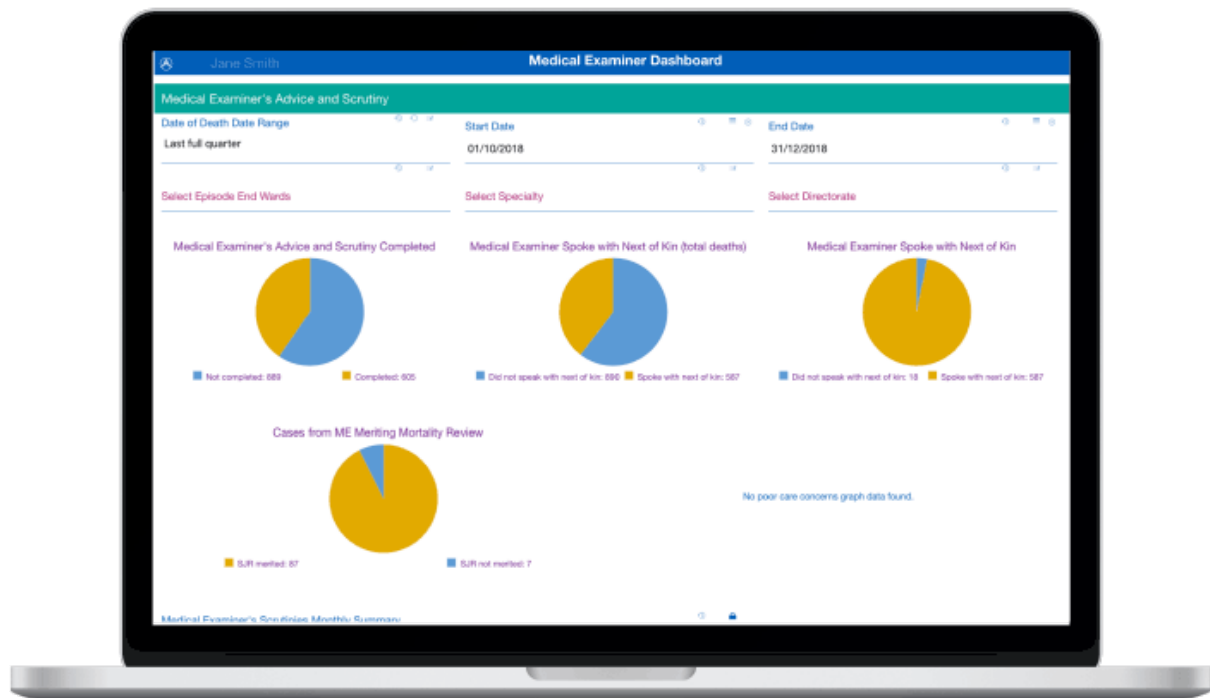 Jane Smith
Medical Examiner Dashboard
Medical Examiner's Advice and Scrutiny
Date of Death Date Range
Last full quarter
Start Date
01/10/2018
End Date
31/12/2018
Select Episode End Wards
Select Specialty
Select Directorate
Medical Examiner's Advice and Scrutiny Completed
Not completed: 889
Completed: 605
Medical Examiner Spoke with Next of Kin (total deaths)
Did not speak with next of kin: 896
Spoke with next of kin: 587
Medical Examiner Spoke with Next of Kin
Did not speak with next of kin: 18
Spoke with next of kin: 587
Cases from ME Meriting Mortality Review
SJR merited: 87
SJR not merited: 7
No poor care concerns graph data found.
Medical Examiner's Scrutinies Monthly Summary